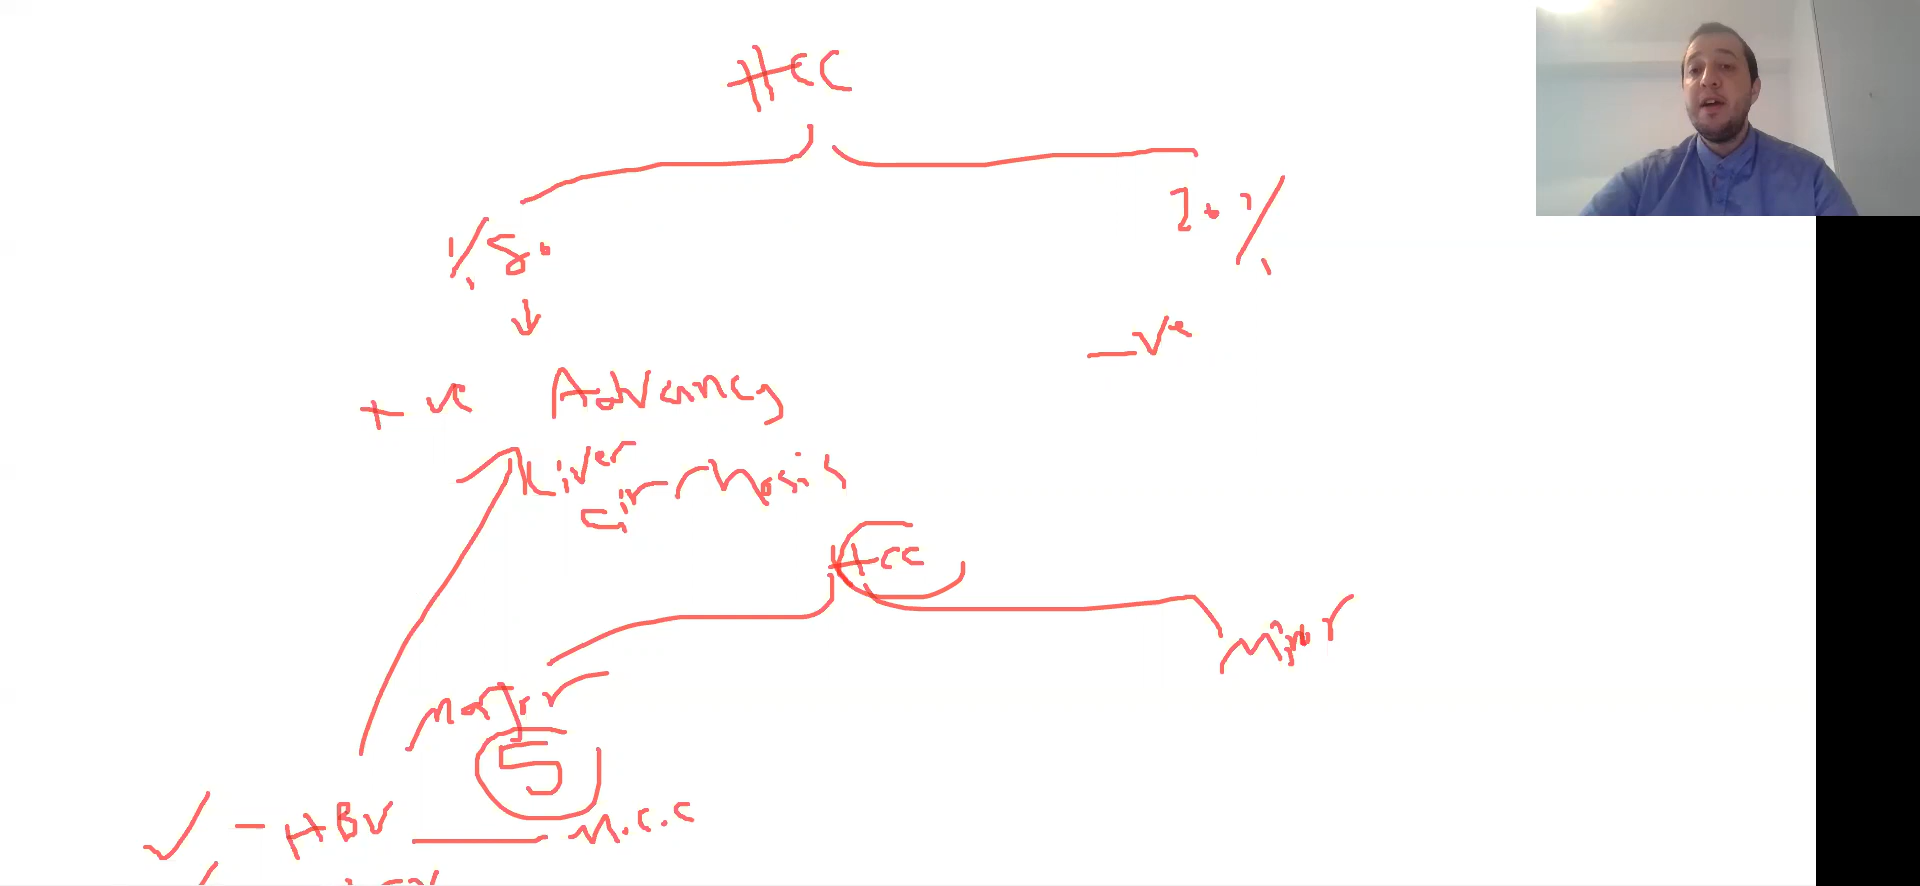 HCC
% 80
20 %
-ve
+ve Advancy
Liver
Cirrhosis
HCC
Minor
Major
5
- HBV — M.C.C